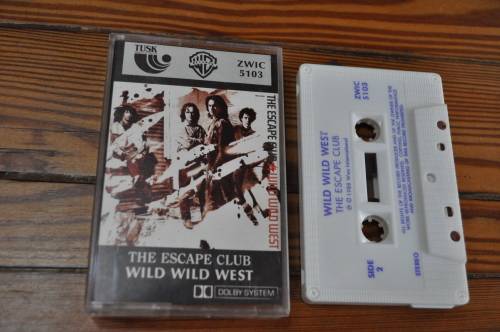 TUSK
ZWIC
5103
THE ESCAPE CLUB WILD WILD WEST
THE ESCAPE CLUB
WILD WILD WEST
DOLBY SYSTEM
ZWIC
5103
WILD WILD WEST
THE ESCAPE CLUB
SIDE
2
STEREO